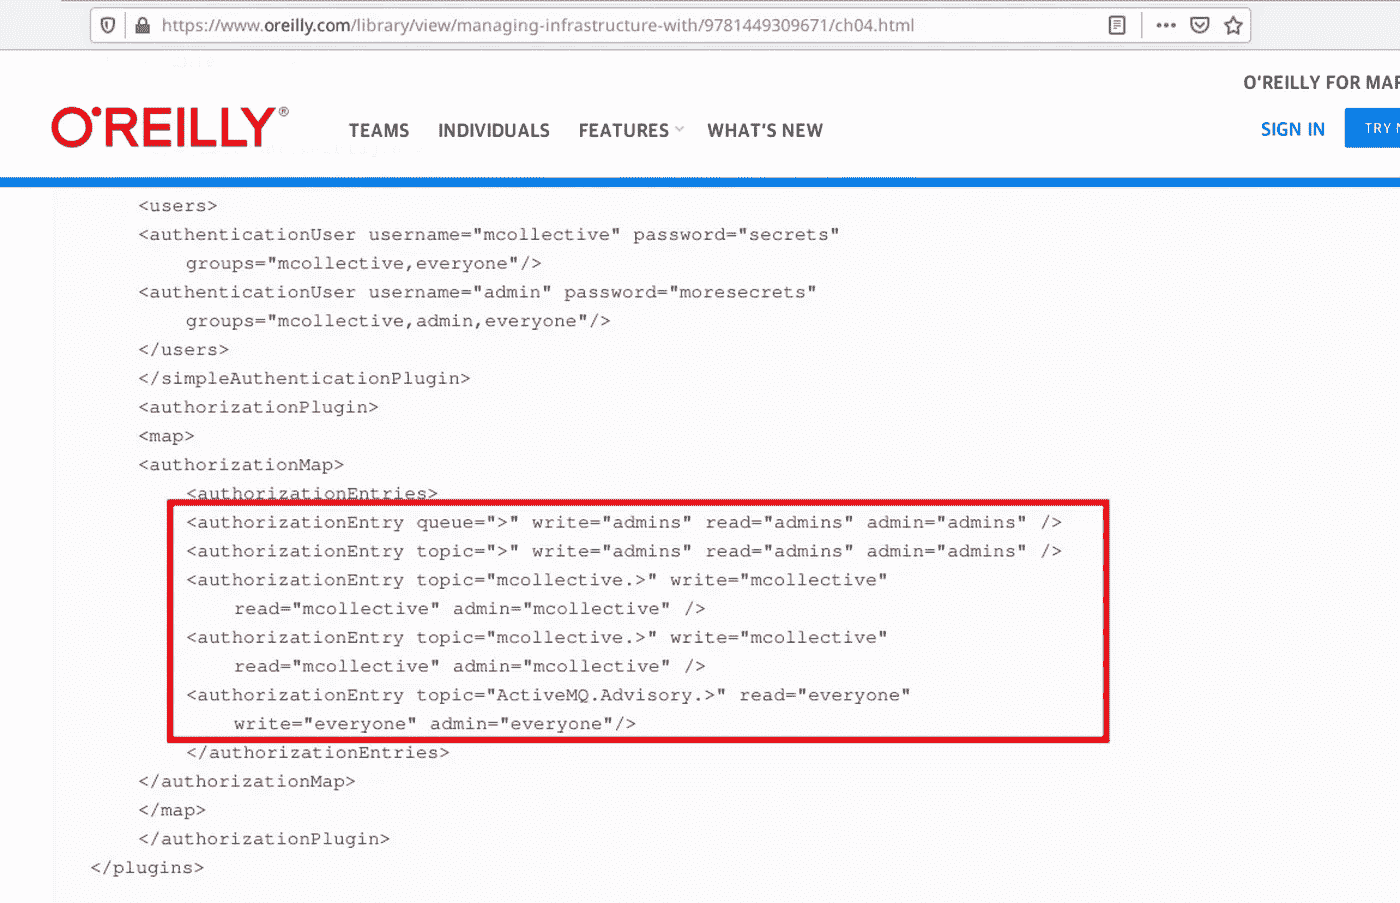 https://www.oreilly.com/library/view/managing-infrastructure-with/9781449309671/ch04.html
O'REILLY FOR MAR
O'REILLY®
TEAMS INDIVIDUALS FEATURES WHAT'S NEW
SIGN IN TRY
<users>
<authenticationUser username="mcollective" password="secrets"
groups="mcollective,everyone"/>
<authenticationUser username="admin" password="moresecrets"
groups="mcollective,admin,everyone"/>
</users>
</simpleAuthenticationPlugin>
<authorizationPlugin>
<map>
<authorizationMap>
<authorizationEntries>
<authorizationEntry queue=">" write="admins" read="admins" admin="admins" />
<authorizationEntry topic=">" write="admins" read="admins" admin="admins" />
<authorizationEntry topic="mcollective.>" write="mcollective"
read="mcollective" admin="mcollective" />
<authorizationEntry topic="mcollective.>" write="mcollective"
read="mcollective" admin="mcollective" />
<authorizationEntry topic="ActiveMQ.Advisory.>" read="everyone"
write="everyone" admin="everyone"/>
</authorizationEntries>
</authorizationMap>
</map>
</authorizationPlugin>
</plugins>